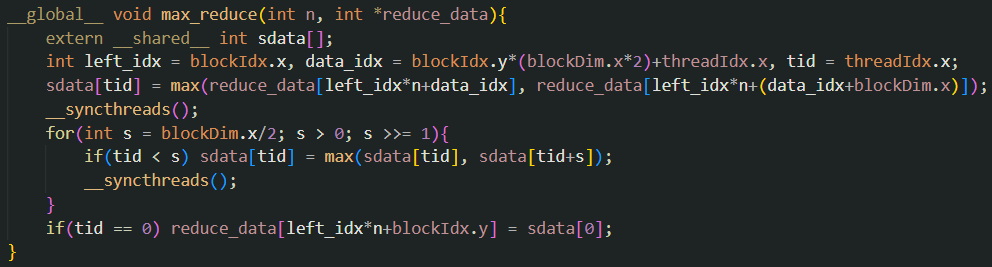 __global__ void max_reduce(int n, int *reduce_data){
    extern __shared__ int sdata[];
    int left_idx = blockIdx.x, data_idx = blockIdx.y*(blockDim.x*2)+threadIdx.x, tid = threadIdx.x;
    sdata[tid] = max(reduce_data[left_idx*n+data_idx], reduce_data[left_idx*n+(data_idx+blockDim.x)]);
    __syncthreads();
    for(int s = blockDim.x/2; s > 0; s >>= 1){
        if(tid < s) sdata[tid] = max(sdata[tid], sdata[tid+s]);
        __syncthreads();
    }
    if(tid == 0) reduce_data[left_idx*n+blockIdx.y] = sdata[0];
}